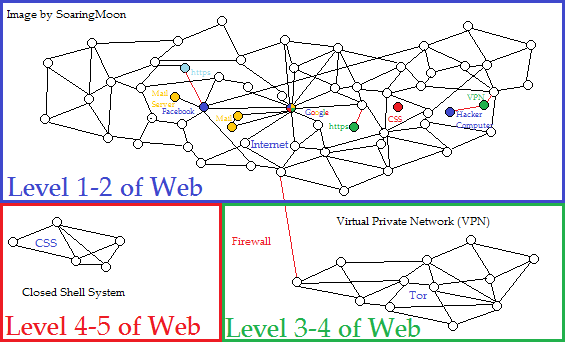 Image by SoaringMoon
https
Mail
Server
Facebook
Mail
Google
https
CSS
VPN
Hacker
Computer
Internet
Level 1-2 of Web
CSS
Closed Shell System
Level 4-5 of Web
Firewall
Virtual Private Network (VPN)
Tor
Level 3-4 of Web